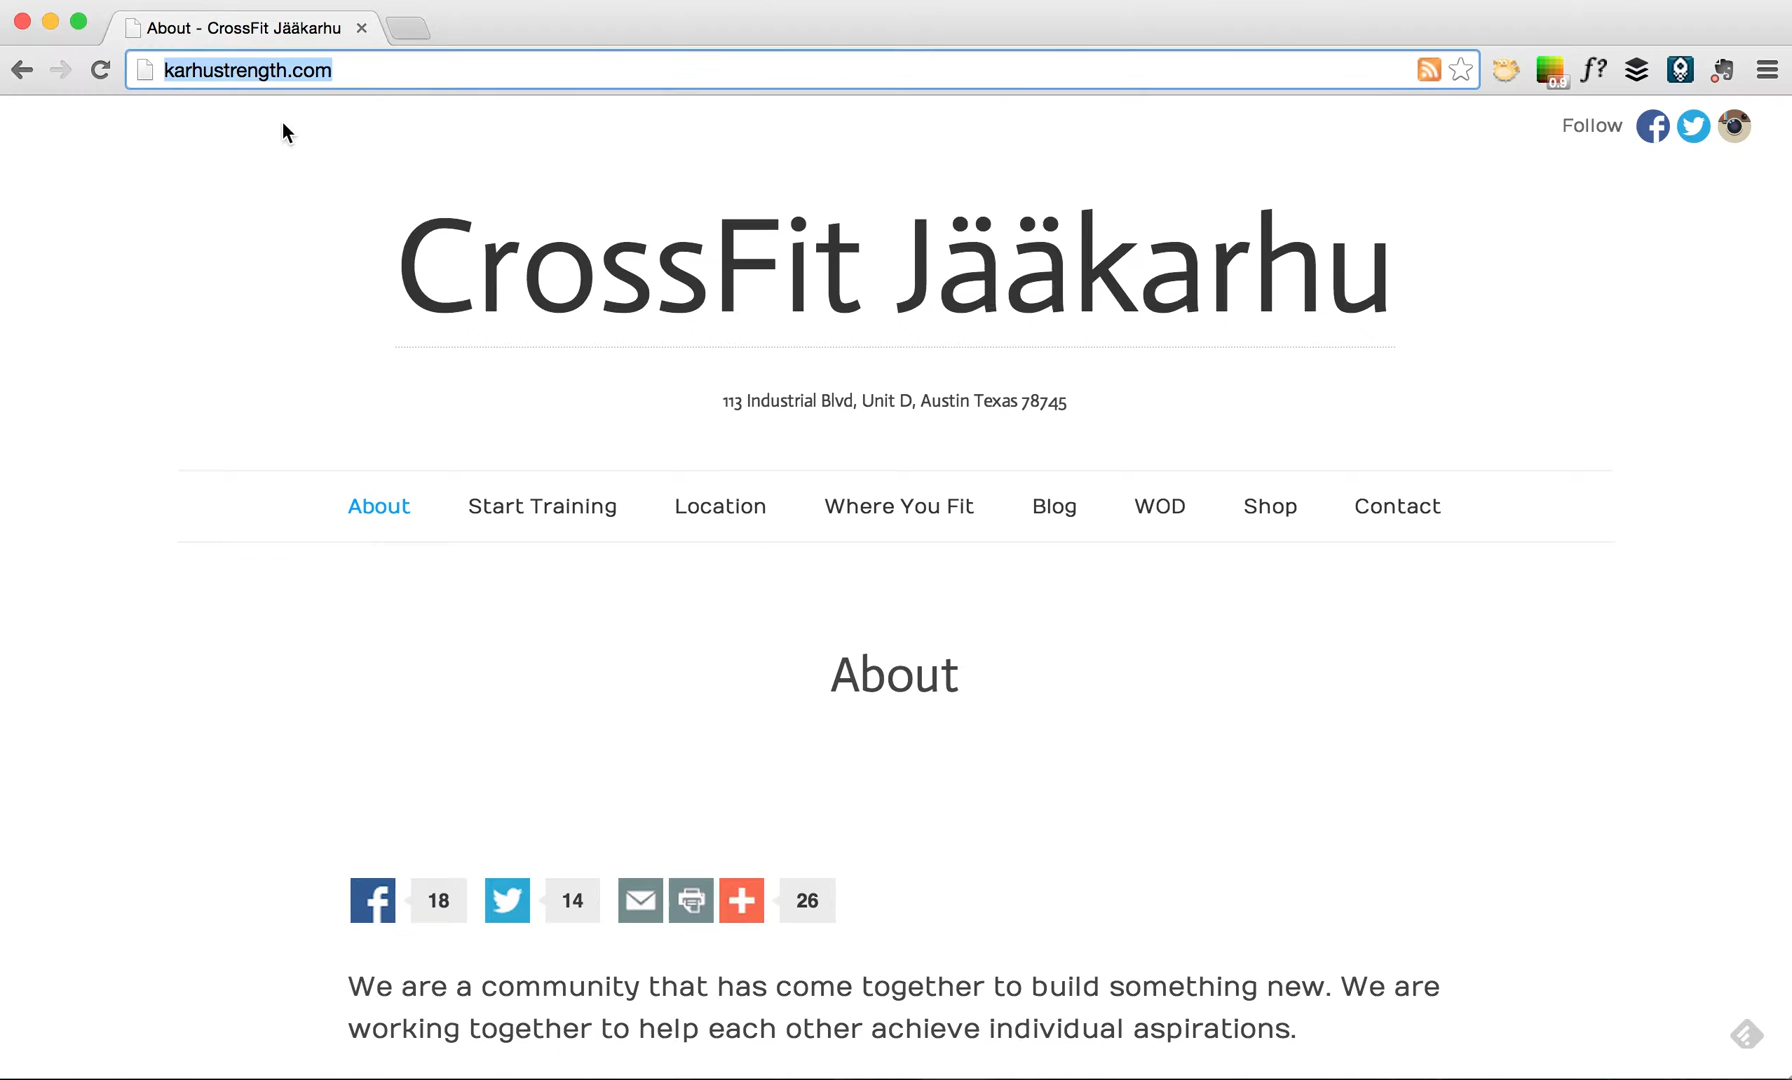 About - CrossFit Jääkarhu
karhustrength.com
0.9
f?
Follow
CrossFit Jääkarhu
113 Industrial Blvd, Unit D, Austin Texas 78745
About Start Training Location Where You Fit Blog WOD Shop Contact
About
18 14 26
We are a community that has come together to build something new. We are
working together to help each other achieve individual aspirations.